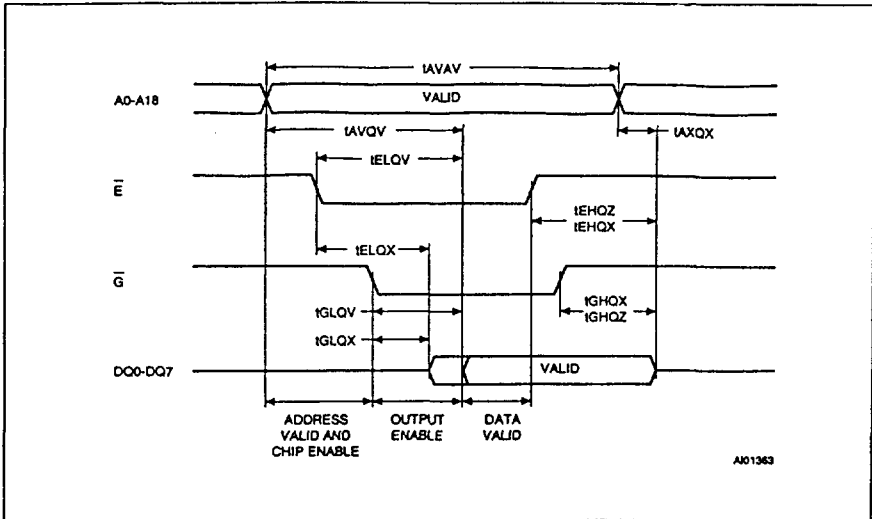 tAVAV
A0-A18
VALID
tAVQV
tAXQX
tELQV
E
tEHQZ
tEHQX
tELQX
G
tGLQV
tGHQX
tGHQZ
tGLQX
DQ0-DQ7
VALID
ADDRESS
VALID AND
CHIP ENABLE
OUTPUT
ENABLE
DATA
VALID
AI01363